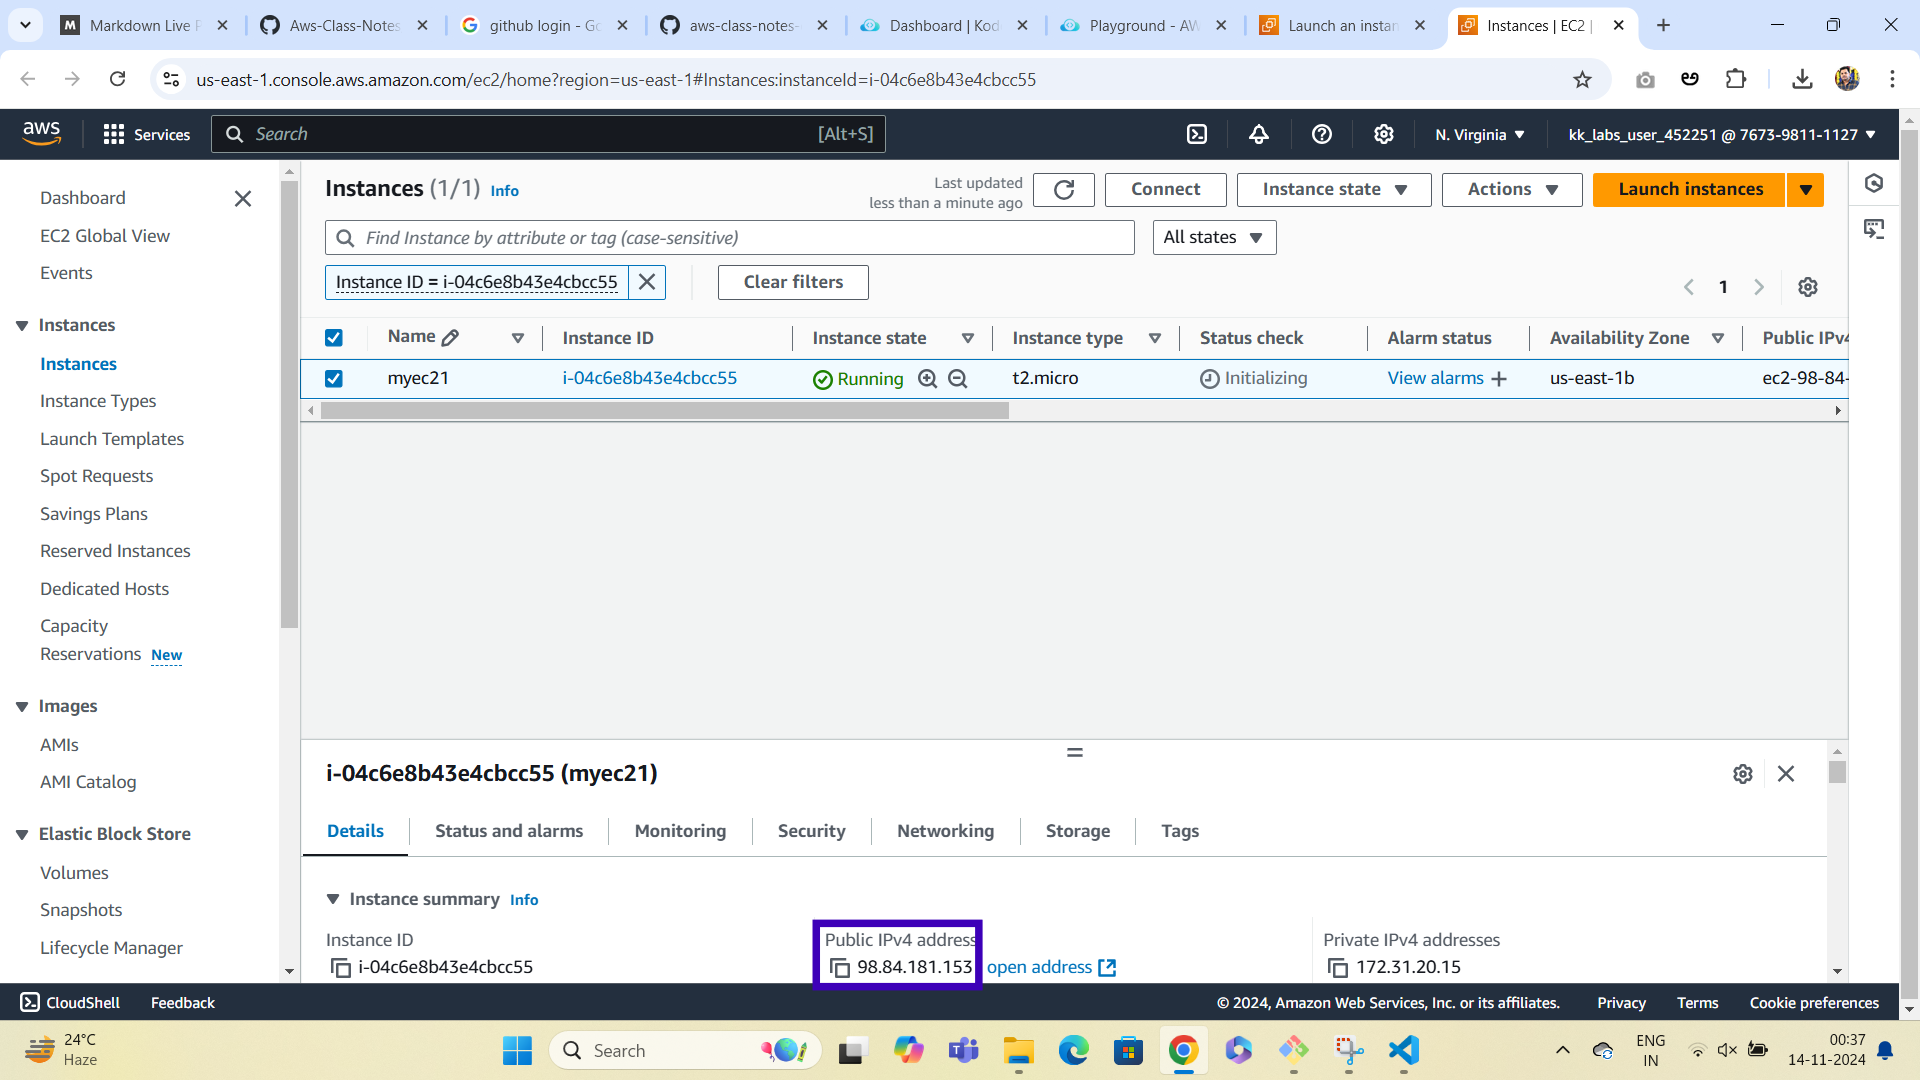 Markdown Live P
Aws-Class-Notes
github login - Go
aws-class-notes-
Dashboard | Kod
Playground - AW
Launch an instan
Instances | EC2 |
us-east-1.console.aws.amazon.com/ec2/home?region=us-east-1#Instances:instanceId=i-04c6e8b43e4cbcc55
aws
Services
Search [Alt+S]
N. Virginia
kk_labs_user_452251 @ 7673-9811-1127
Dashboard
EC2 Global View
Events
Instances
Instances
Instance Types
Launch Templates
Spot Requests
Savings Plans
Reserved Instances
Dedicated Hosts
Capacity
Reservations New
Images
AMIs
AMI Catalog
Elastic Block Store
Volumes
Snapshots
Lifecycle Manager
Instances (1/1) Info
Last updated
less than a minute ago
Connect
Instance state
Actions
Launch instances
Find Instance by attribute or tag (case-sensitive)
All states
Instance ID = i-04c6e8b43e4cbcc55
Clear filters
1
Name Instance ID Instance state Instance type Status check Alarm status Availability Zone Public IPv4
myec21 i-04c6e8b43e4cbcc55 Running t2.micro Initializing View alarms us-east-1b ec2-98-84-
i-04c6e8b43e4cbcc55 (myec21)
Details Status and alarms Monitoring Security Networking Storage Tags
Instance summary Info
Instance ID
i-04c6e8b43e4cbcc55
Public IPv4 address
98.84.181.153 open address
Private IPv4 addresses
172.31.20.15
CloudShell Feedback
© 2024, Amazon Web Services, Inc. or its affiliates. Privacy Terms Cookie preferences
24°C
Haze
Search
ENG
IN
00:37
14-11-2024